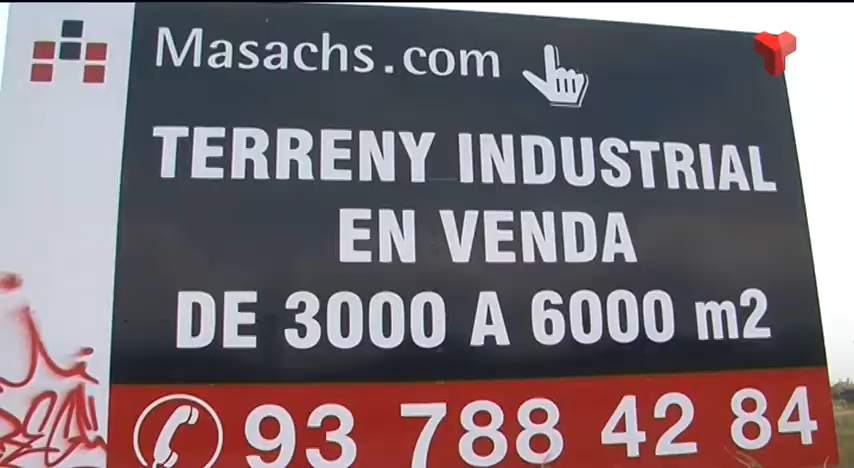 Masachs.com
TERRENY INDUSTRIAL
EN VENDA
DE 3000 A 6000 m2
93 788 42 84